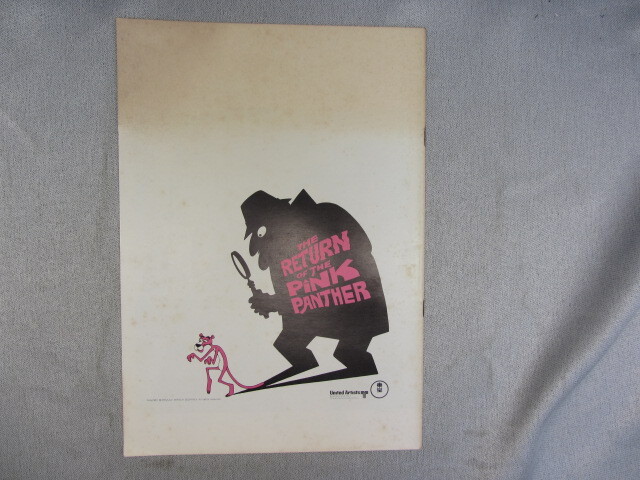 THE
RETURN
OF THE
PiNK
PANTHER
United Artists